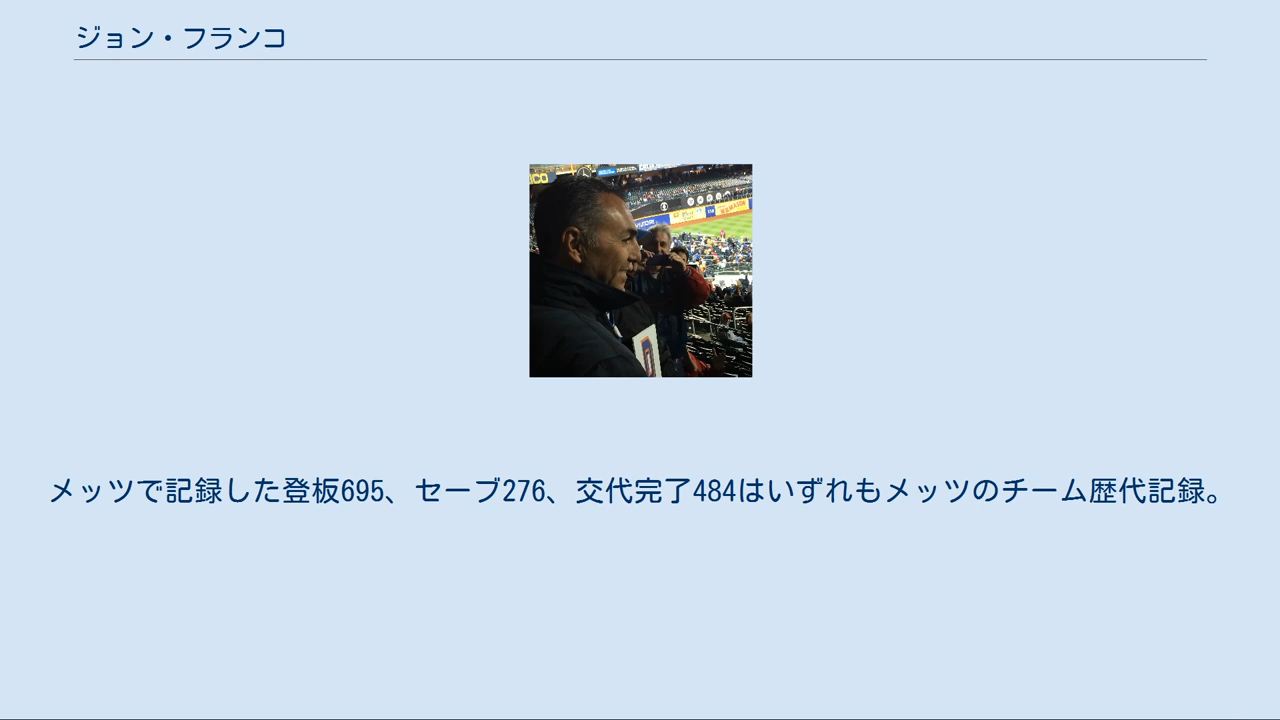 ジョン・フランコ
メッツで記録した登板695、セーブ276、交代完了484はいずれもメッツのチーム歴代記録。